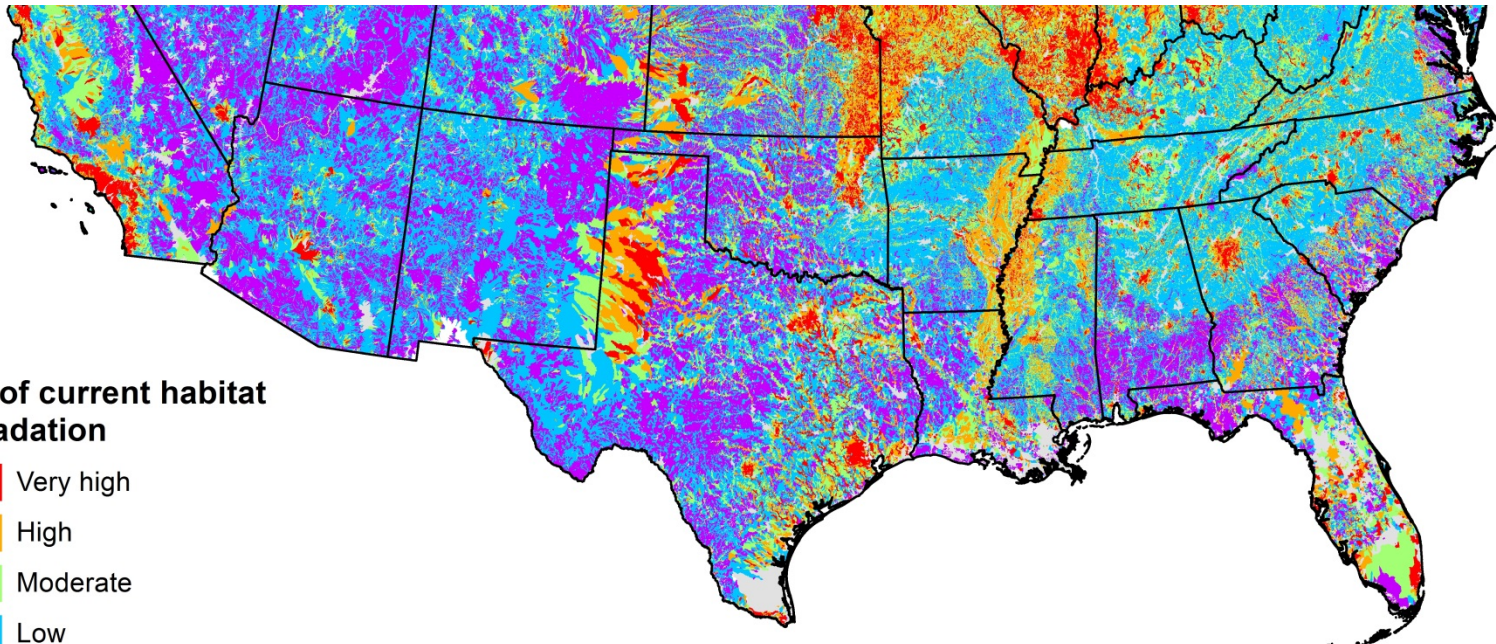 of current habitat
adation
Very high
High
Moderate
Low